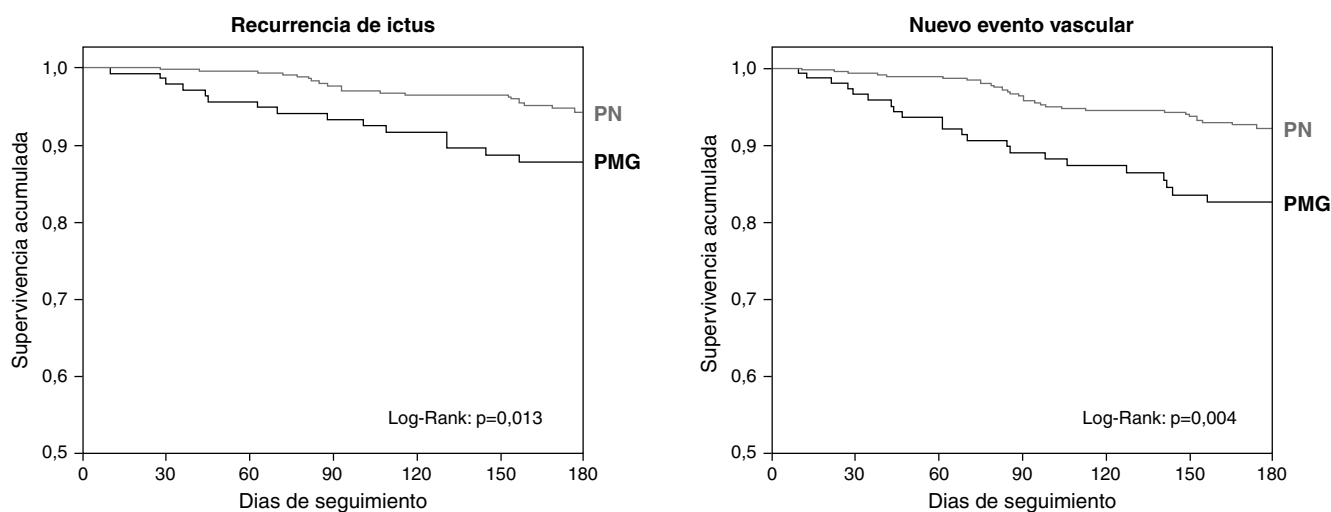 Recurrencia de ictus
Supervivencia acumulada
1,0
0,9
0,8
0,7
0,6
0,5
PN
PMG
Log-Rank: p=0,013
0 30 60 90 120 150 180
Dias de seguimiento
Nuevo evento vascular
Supervivencia acumulada
1,0
0,9
0,8
0,7
0,6
0,5
PN
PMG
Log-Rank: p=0,004
0 30 60 90 120 150 180
Dias de seguimiento